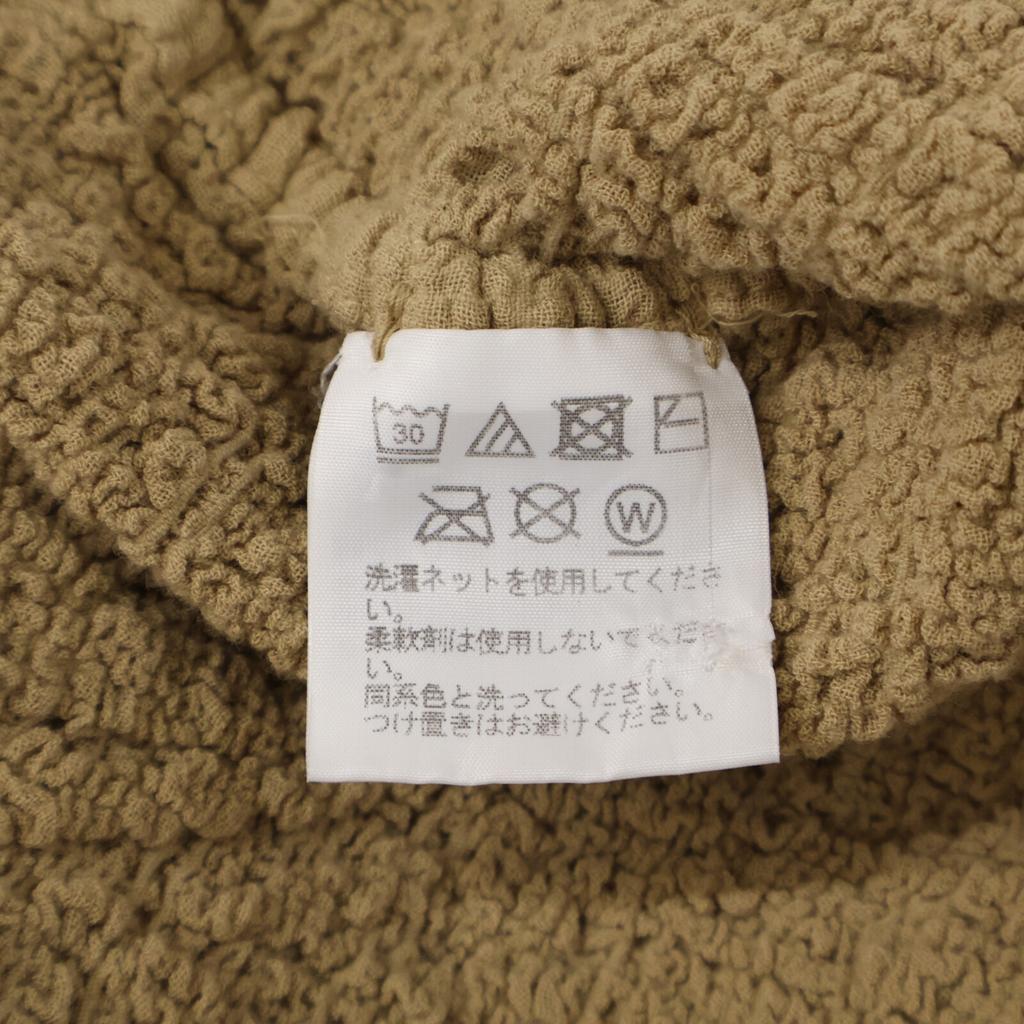 30
W
洗濯ネットを使用してくださ
い。
柔軟剤は使用しないでくださ
い。
同系色と洗ってください。
つけ置きはお避けください。